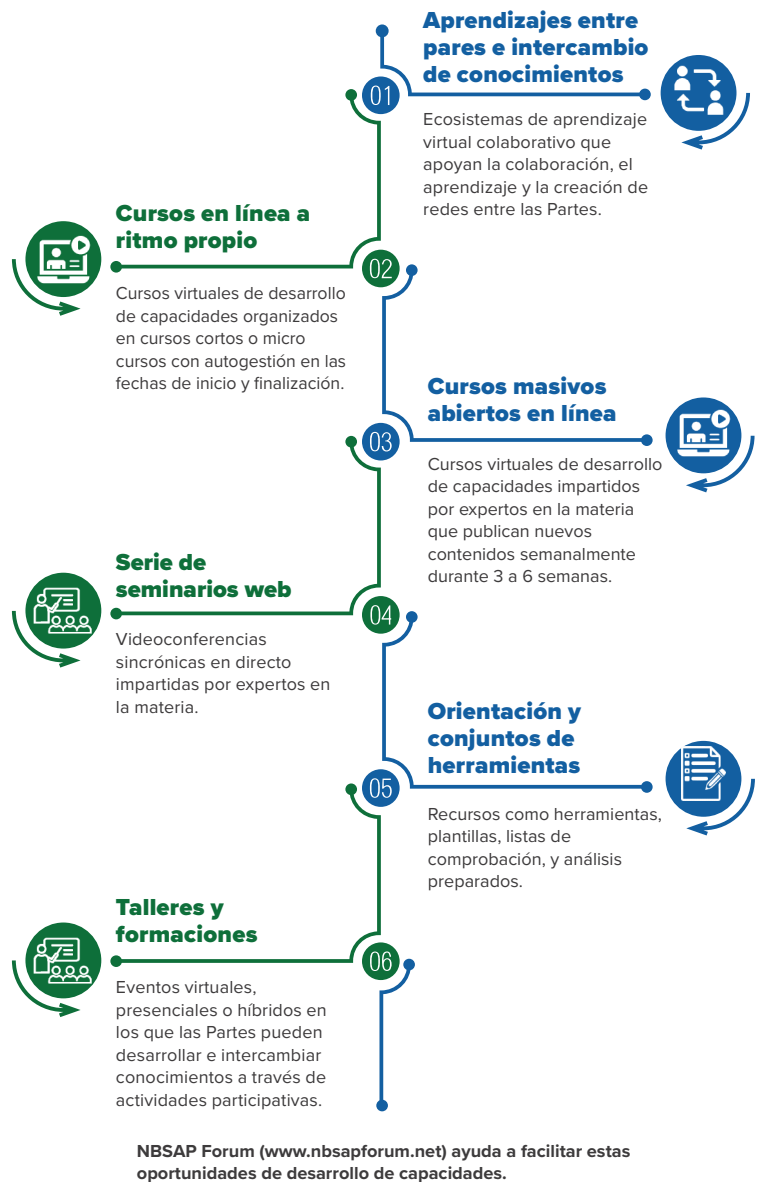 Aprendizajes entre
pares e intercambio
de conocimientos
01
Ecosistemas de aprendizaje
virtual colaborativo que
apoyan la colaboración, el
aprendizaje y la creación de
redes entre las Partes.
Cursos en línea a
ritmo propio
02
Cursos virtuales de desarrollo
de capacidades organizados
en cursos cortos o micro
cursos con autogestión en las
fechas de inicio y finalización.
Cursos masivos
abiertos en línea
03
Cursos virtuales de desarrollo
de capacidades impartidos
por expertos en la materia
que publican nuevos
contenidos semanalmente
durante 3 a 6 semanas.
Serie de
seminarios web
04
Videoconferencias
sincrónicas en directo
impartidas por expertos en
la materia.
Orientación y
conjuntos de
herramientas
05
Recursos como herramientas,
plantillas, listas de
comprobación, y análisis
preparados.
Talleres y
formaciones
06
Eventos virtuales,
presenciales o híbridos en
los que las Partes pueden
desarrollar e intercambiar
conocimientos a través de
actividades participativas.
NBSAP Forum (www.nbsapforum.net) ayuda a facilitar estas
oportunidades de desarrollo de capacidades.